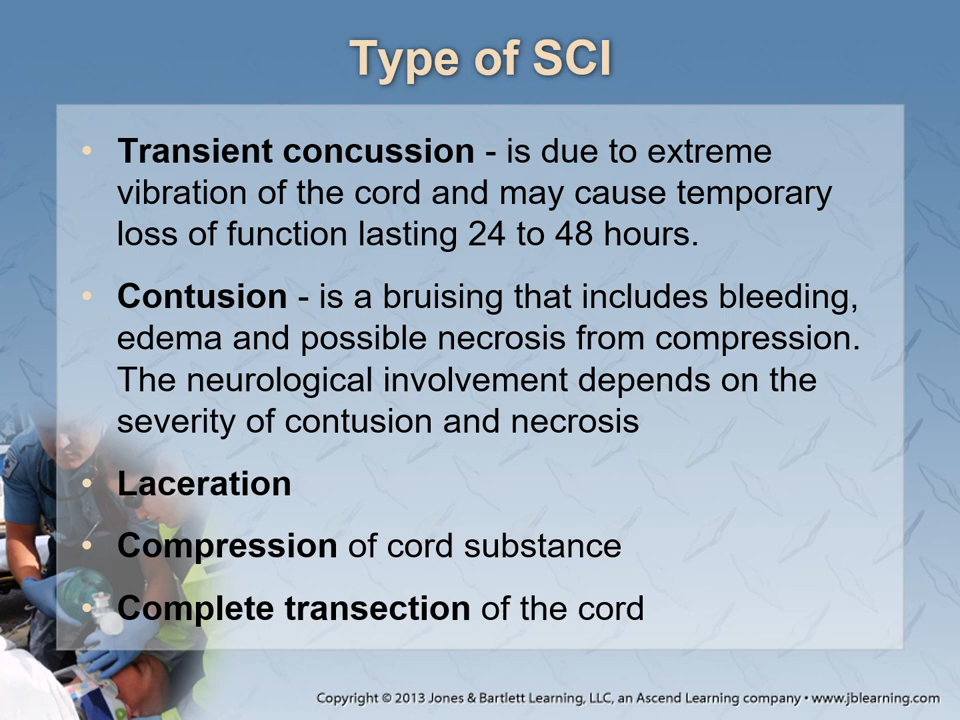 Type of SCI
• Transient concussion - is due to extreme
vibration of the cord and may cause temporary
loss of function lasting 24 to 48 hours.
• Contusion - is a bruising that includes bleeding,
edema and possible necrosis from compression.
The neurological involvement depends on the
severity of contusion and necrosis
• Laceration
• Compression of cord substance
• Complete transection of the cord
Copyright © 2013 Jones & Bartlett Learning, LLC, an Ascend Learning company • www.jblearning.com